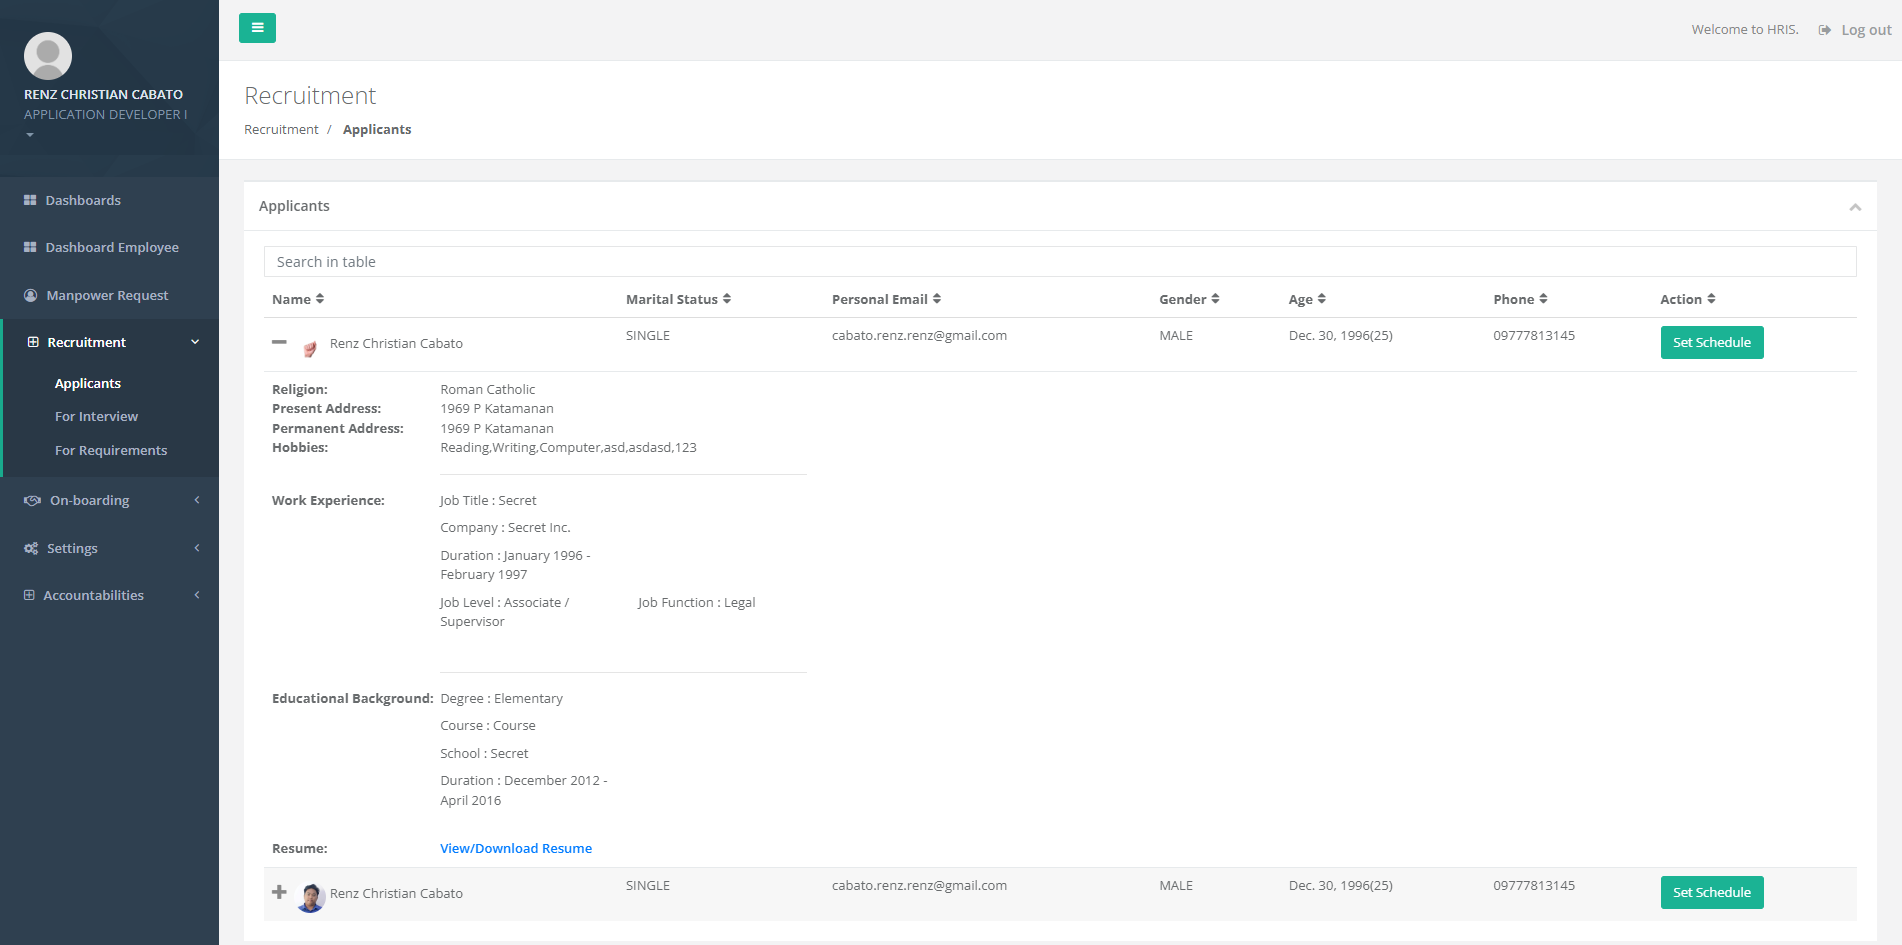 RENZ CHRISTIAN CABATO
APPLICATION DEVELOPER I
Dashboards
Dashboard Employee
Manpower Request
Recruitment
Applicants
For Interview
For Requirements
On-boarding
Settings
Accountabilities
Welcome to HRIS. Log out
Recruitment
Recruitment / Applicants
Applicants
Search in table
Name Marital Status Personal Email Gender Age Phone Action
Renz Christian Cabato SINGLE cabato.renz.renz@gmail.com MALE Dec. 30, 1996(25) 09777813145 Set Schedule
Religion: Roman Catholic
Present Address: 1969 P Katamanan
Permanent Address: 1969 P Katamanan
Hobbies: Reading,Writing,Computer,asd,asdasd,123
Work Experience: Job Title : Secret
Company : Secret Inc.
Duration : January 1996 -
February 1997
Job Level : Associate / Job Function : Legal
Supervisor
Educational Background: Degree : Elementary
Course : Course
School : Secret
Duration : December 2012 -
April 2016
Resume: View/Download Resume
Renz Christian Cabato SINGLE cabato.renz.renz@gmail.com MALE Dec. 30, 1996(25) 09777813145 Set Schedule